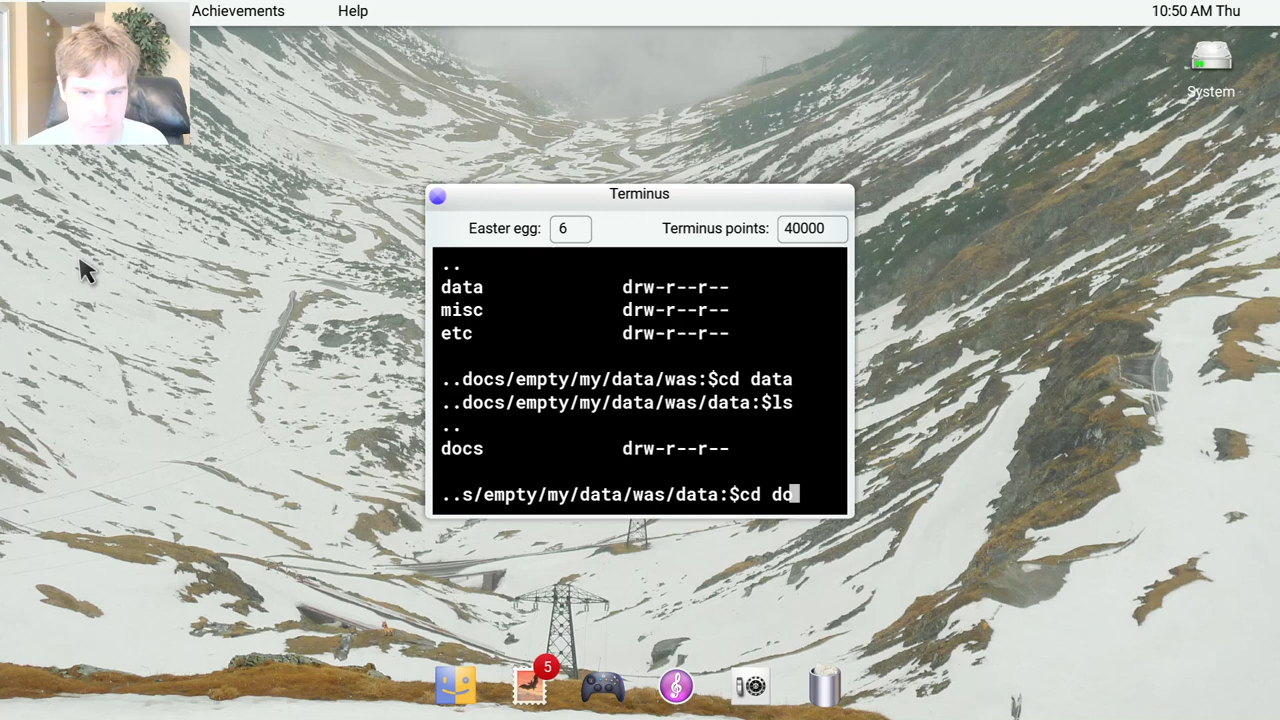 Achievements Help 10:50 AM Thu
System
Terminus
Easter egg: 6 Terminus points: 40000
..
data drw-r--r--
misc drw-r--r--
etc drw-r--r--
..docs/empty/my/data/was:$cd data
..docs/empty/my/data/was/data:$ls
..
docs drw-r--r--
..s/empty/my/data/was/data:$cd do
5